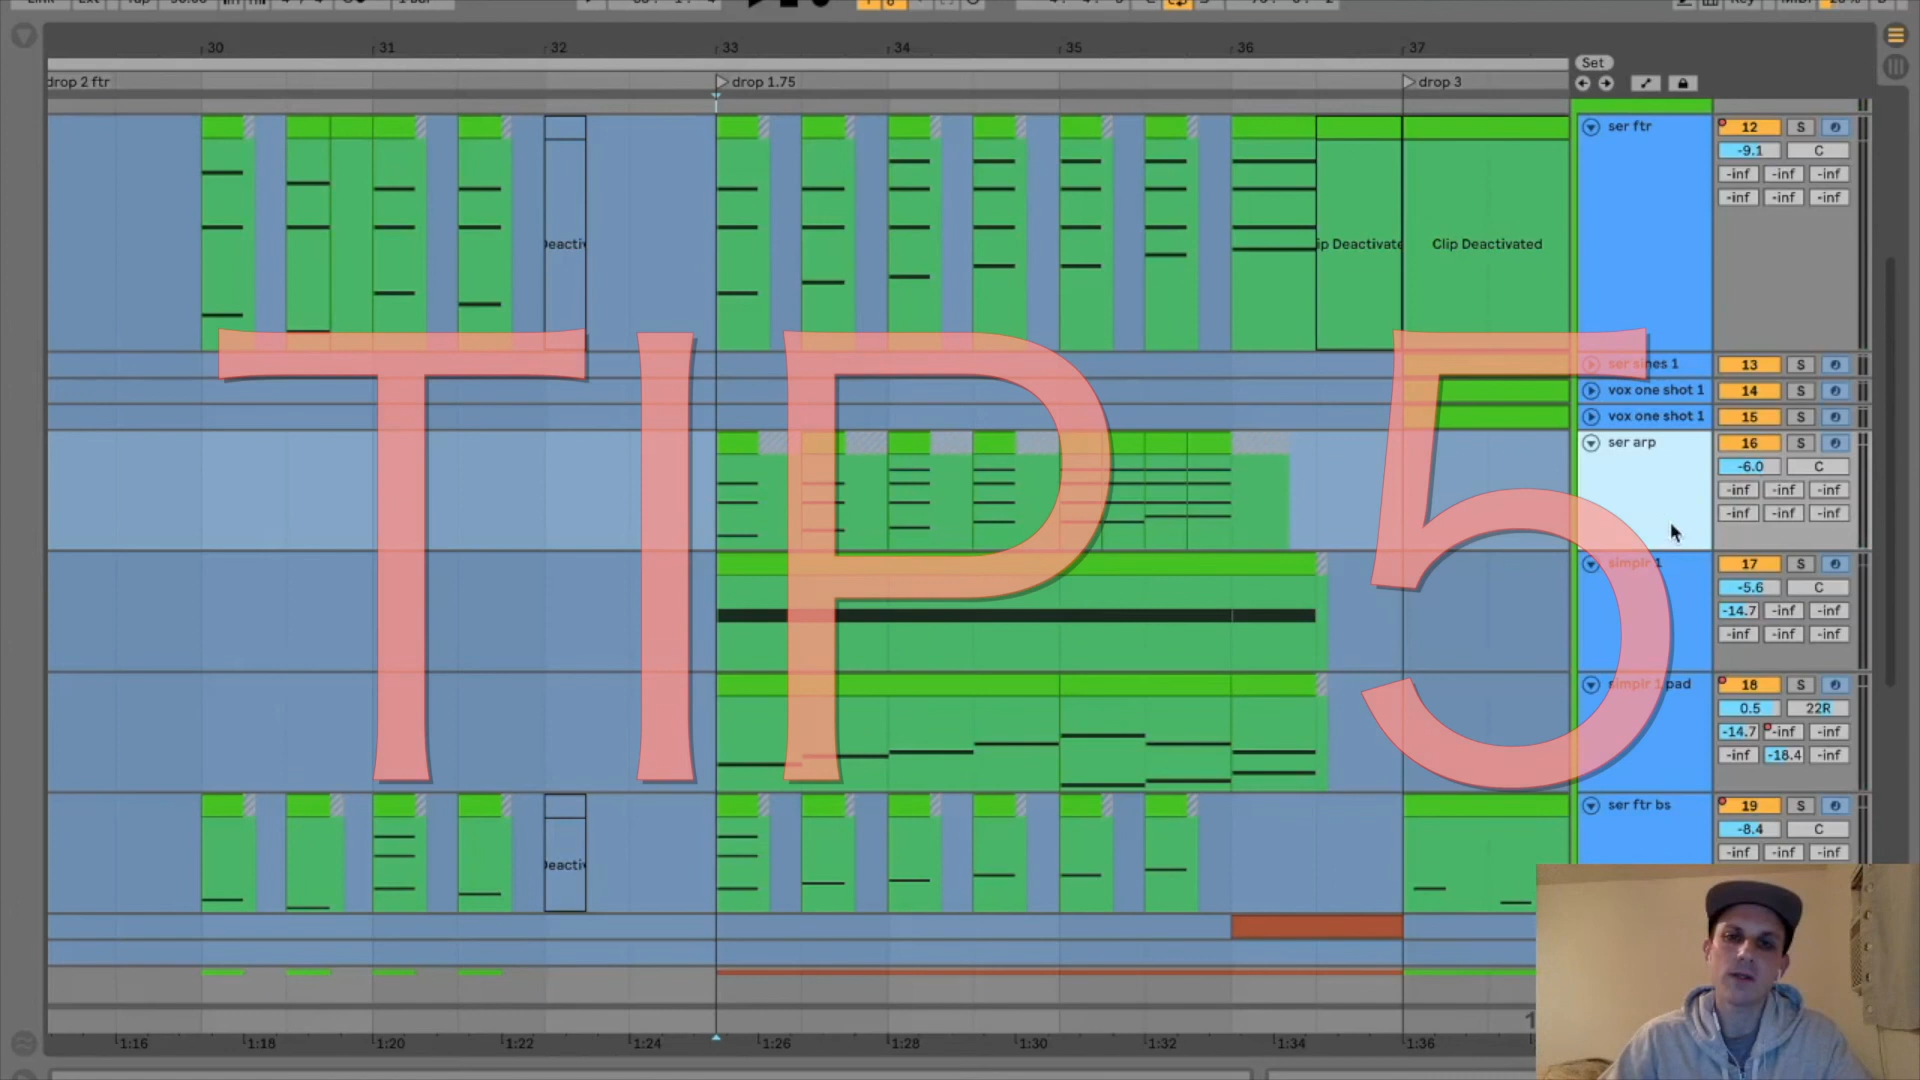 30 31 32 33 34 35 36 37
Set
drop 2 ftr drop 1.75 drop 3
ser ftr 12 S
-9.1 C
-inf -inf -inf
-inf -inf -inf
Clip Deactivated
TIP 5
13 S
vox one shot 1 14 S
vox one shot 1 15 S
ser arp 16 S
-6.0 C
-inf -inf -inf
-inf -inf -inf
simplr 1 17 S
-5.6 C
-14.7 -inf -inf
-inf -inf -inf
simplr 1 pad 18 S
0.5 22R
-14.7 -inf -inf
-inf -18.4 -inf
ser ftr bs 19 S
-8.4 C
-inf -inf -inf
1:16 1:18 1:20 1:22 1:24 1:26 1:28 1:30 1:32 1:34 1:36